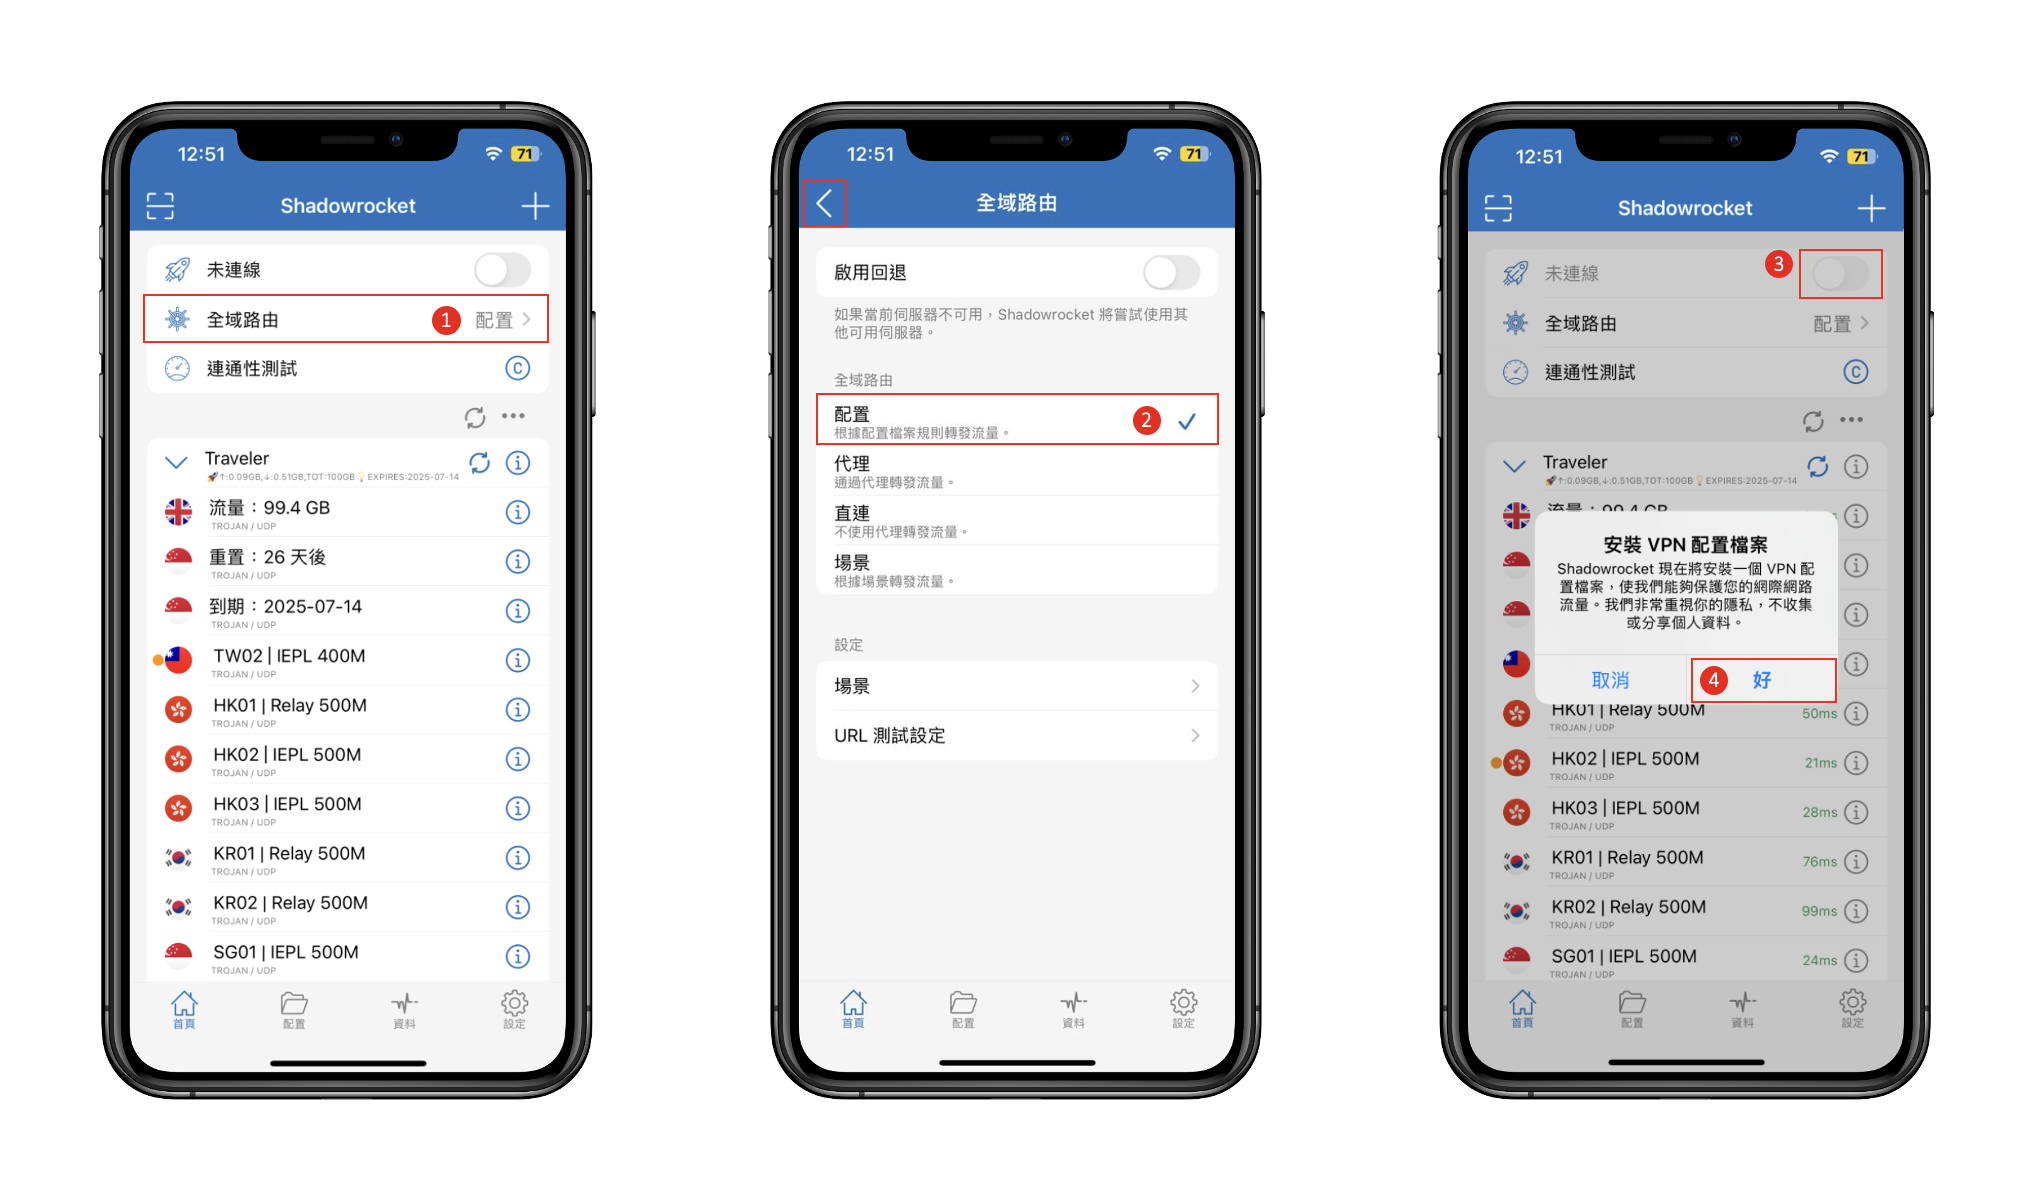 12:51
71
Shadowrocket
未連線
全域路由
1
配置
連通性測試
C
Traveler
🚀↑:0.09GB,↓:0.51GB,TOT:100GB💡EXPIRES:2025-07-14
流量：99.4 GB
TROJAN / UDP
重置：26 天後
TROJAN / UDP
到期：2025-07-14
TROJAN / UDP
TW02 | IEPL 400M
TROJAN / UDP
HK01 | Relay 500M
TROJAN / UDP
HK02 | IEPL 500M
TROJAN / UDP
HK03 | IEPL 500M
TROJAN / UDP
KR01 | Relay 500M
TROJAN / UDP
KR02 | Relay 500M
TROJAN / UDP
SG01 | IEPL 500M
TROJAN / UDP
首頁
配置
資料
設定
12:51
71
全域路由
啟用回退
如果當前伺服器不可用，Shadowrocket 將嘗試使用其
他可用伺服器。
全域路由
配置
根據配置檔案規則轉發流量。
2
代理
通過代理轉發流量。
直連
不使用代理轉發流量。
場景
根據場景轉發流量。
設定
場景
URL 測試設定
首頁
配置
資料
設定
12:51
71
Shadowrocket
未連線
3
全域路由
配置
連通性測試
C
Traveler
🚀↑:0.09GB,↓:0.51GB,TOT:100GB💡EXPIRES:2025-07-14
流量：99.4 GB
安裝 VPN 配置檔案
Shadowrocket 現在將安裝一個 VPN 配
置檔案，使我們能夠保護您的網際網路
流量。我們非常重視你的隱私，不收集
或分享個人資料。
取消
4
好
HK01 | Relay 500M
TROJAN / UDP
50ms
HK02 | IEPL 500M
TROJAN / UDP
21ms
HK03 | IEPL 500M
TROJAN / UDP
28ms
KR01 | Relay 500M
TROJAN / UDP
76ms
KR02 | Relay 500M
TROJAN / UDP
99ms
SG01 | IEPL 500M
TROJAN / UDP
24ms
首頁
配置
資料
設定